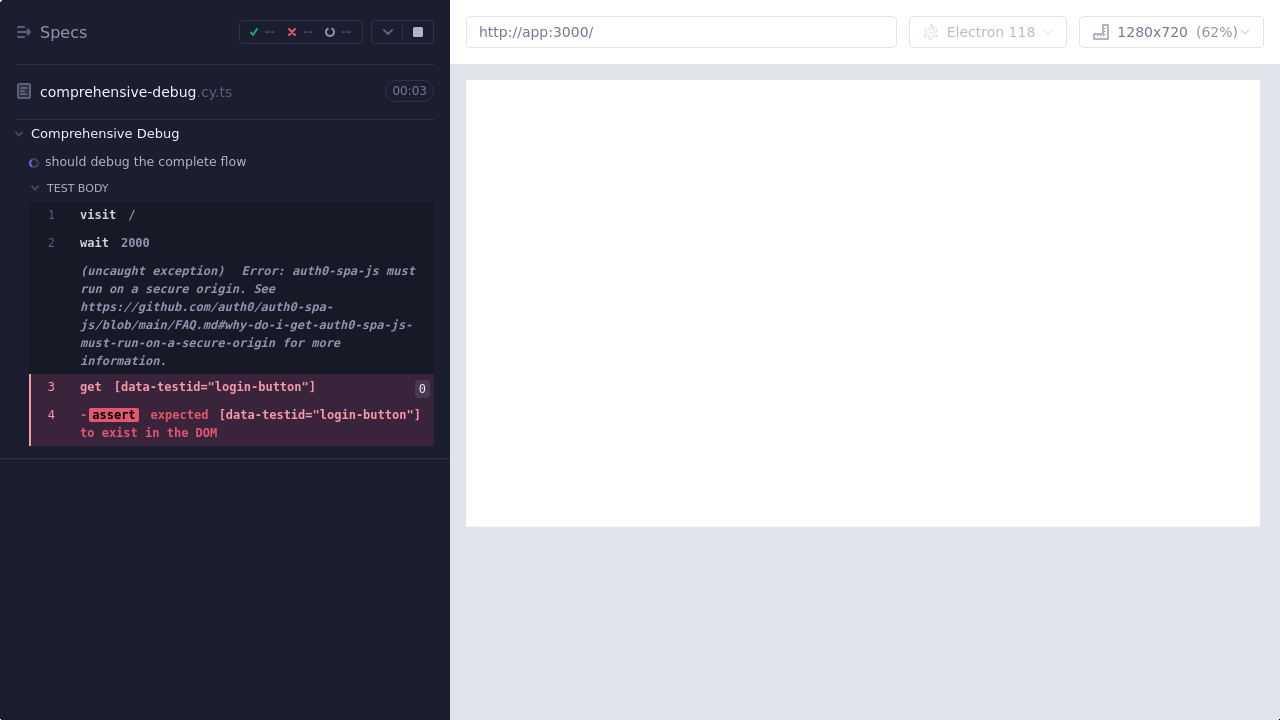 Specs
--
--
--
http://app:3000/
Electron 118
1280x720 (62%)
comprehensive-debug.cy.ts
00:03
Comprehensive Debug
should debug the complete flow
TEST BODY
1 visit /
2 wait 2000
(uncaught exception) Error: auth0-spa-js must
run on a secure origin. See
https://github.com/auth0/auth0-spa-
js/blob/main/FAQ.md#why-do-i-get-auth0-spa-js-
must-run-on-a-secure-origin for more
information.
3 get [data-testid="login-button"] 0
4 -assert expected [data-testid="login-button"]
to exist in the DOM